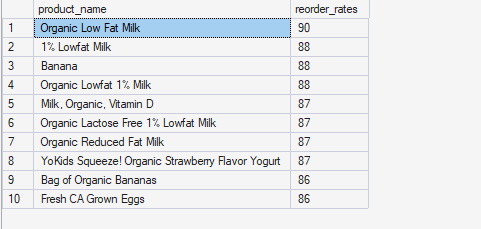 product_name reorder_rates
1 Organic Low Fat Milk 90
2 1% Lowfat Milk 88
3 Banana 88
4 Organic Lowfat 1% Milk 88
5 Milk, Organic, Vitamin D 87
6 Organic Lactose Free 1% Lowfat Milk 87
7 Organic Reduced Fat Milk 87
8 YoKids Squeeze! Organic Strawberry Flavor Yogurt 87
9 Bag of Organic Bananas 86
10 Fresh CA Grown Eggs 86